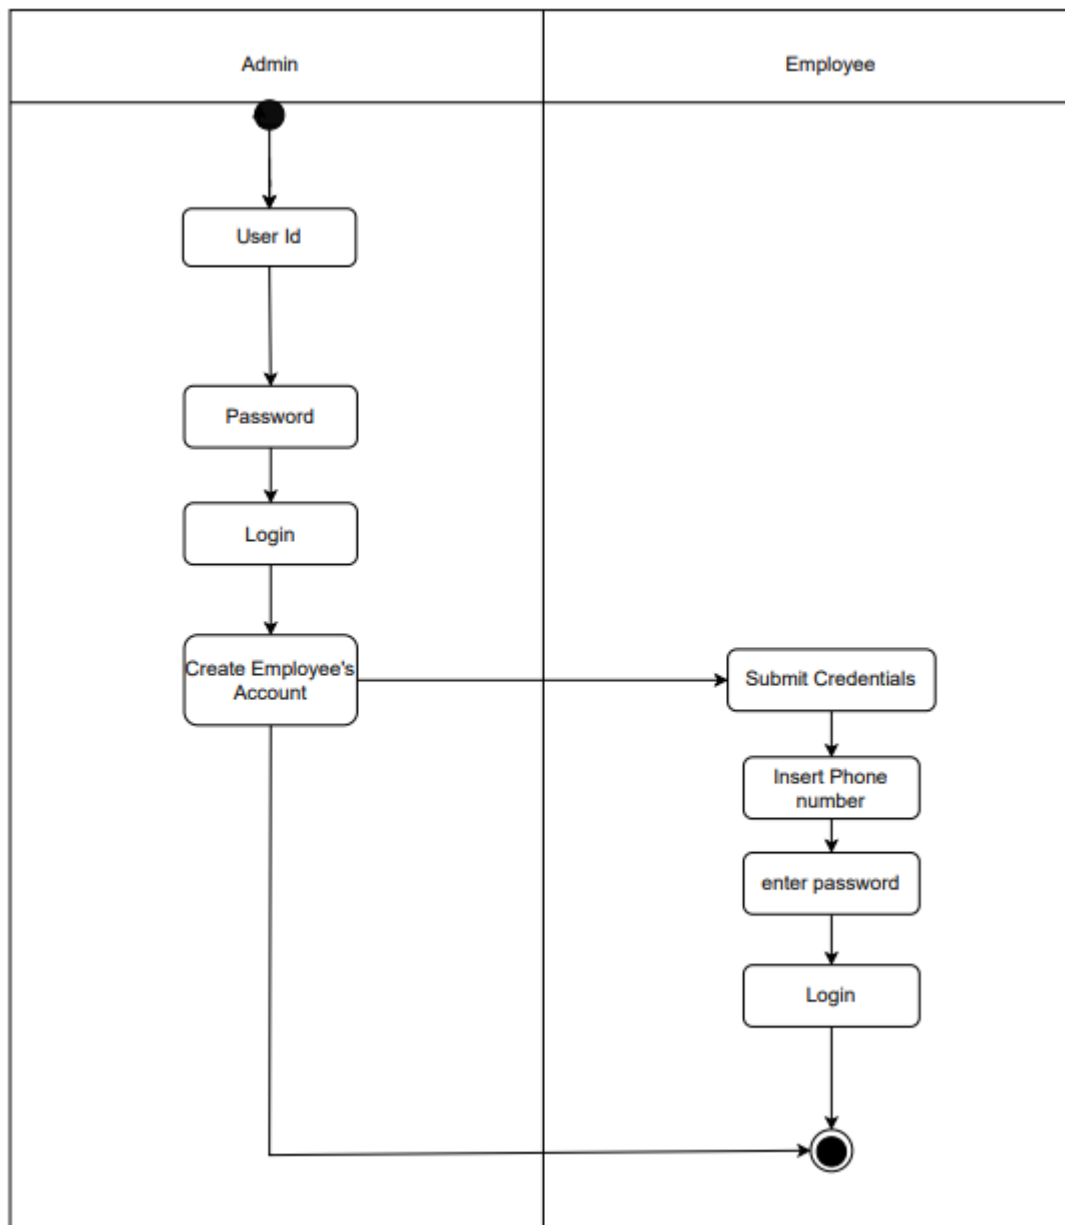 Admin
Employee
User Id
Password
Login
Create Employee's
Account
Submit Credentials
Insert Phone
number
enter password
Login